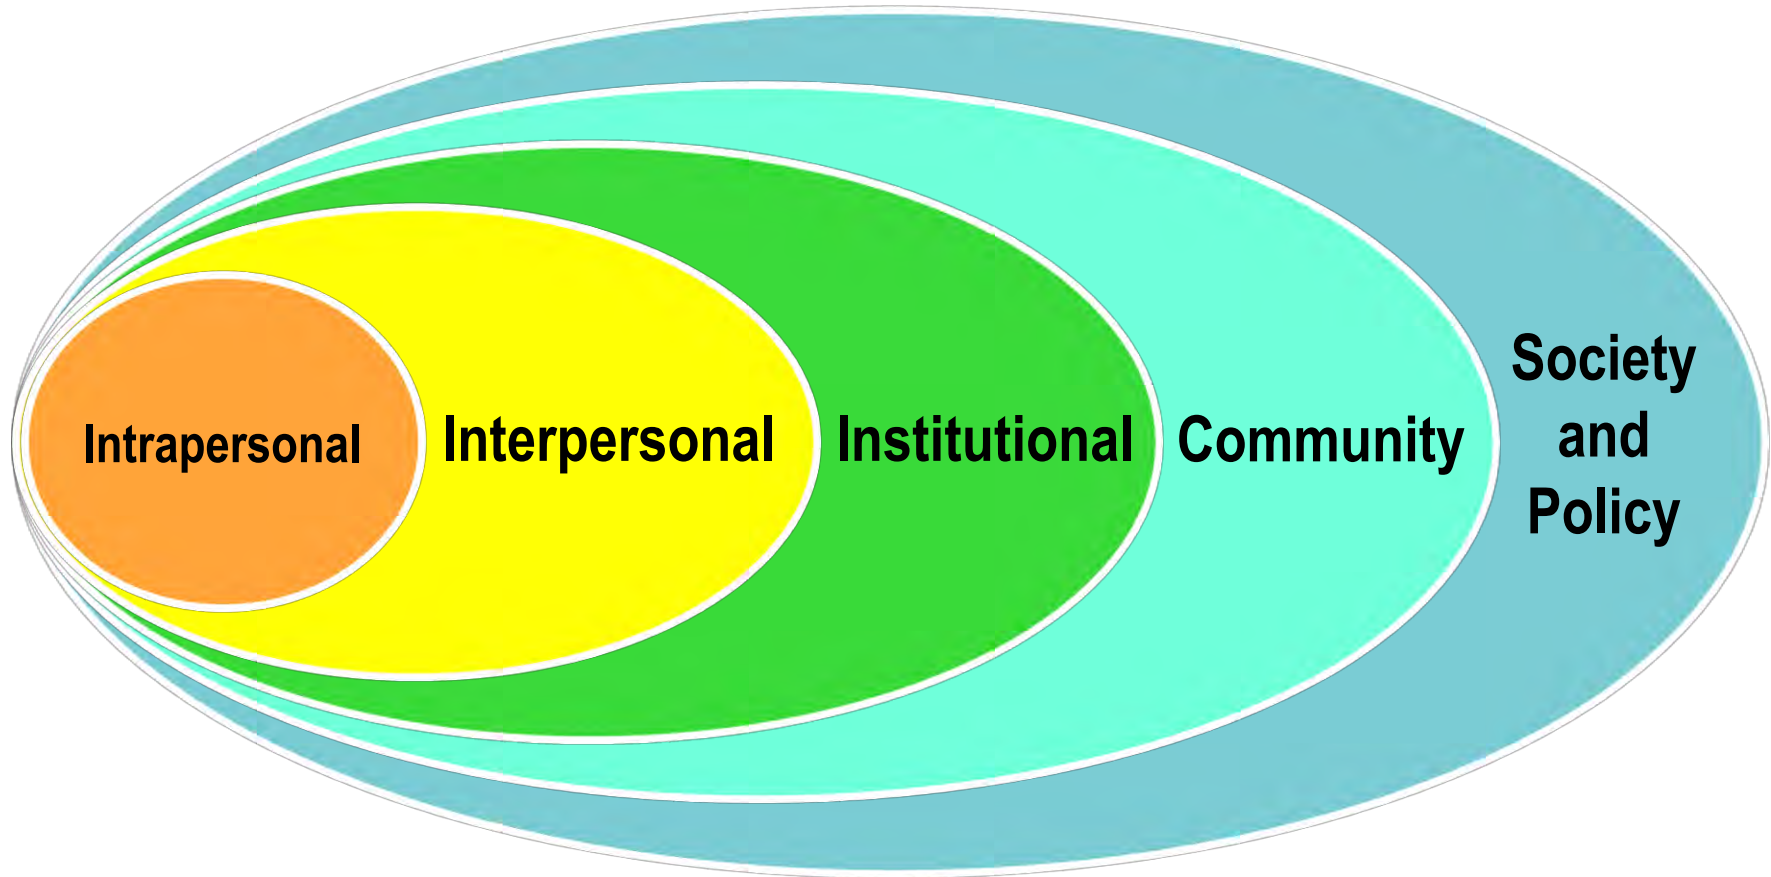 Intrapersonal
Interpersonal
Institutional
Community
Society
and
Policy